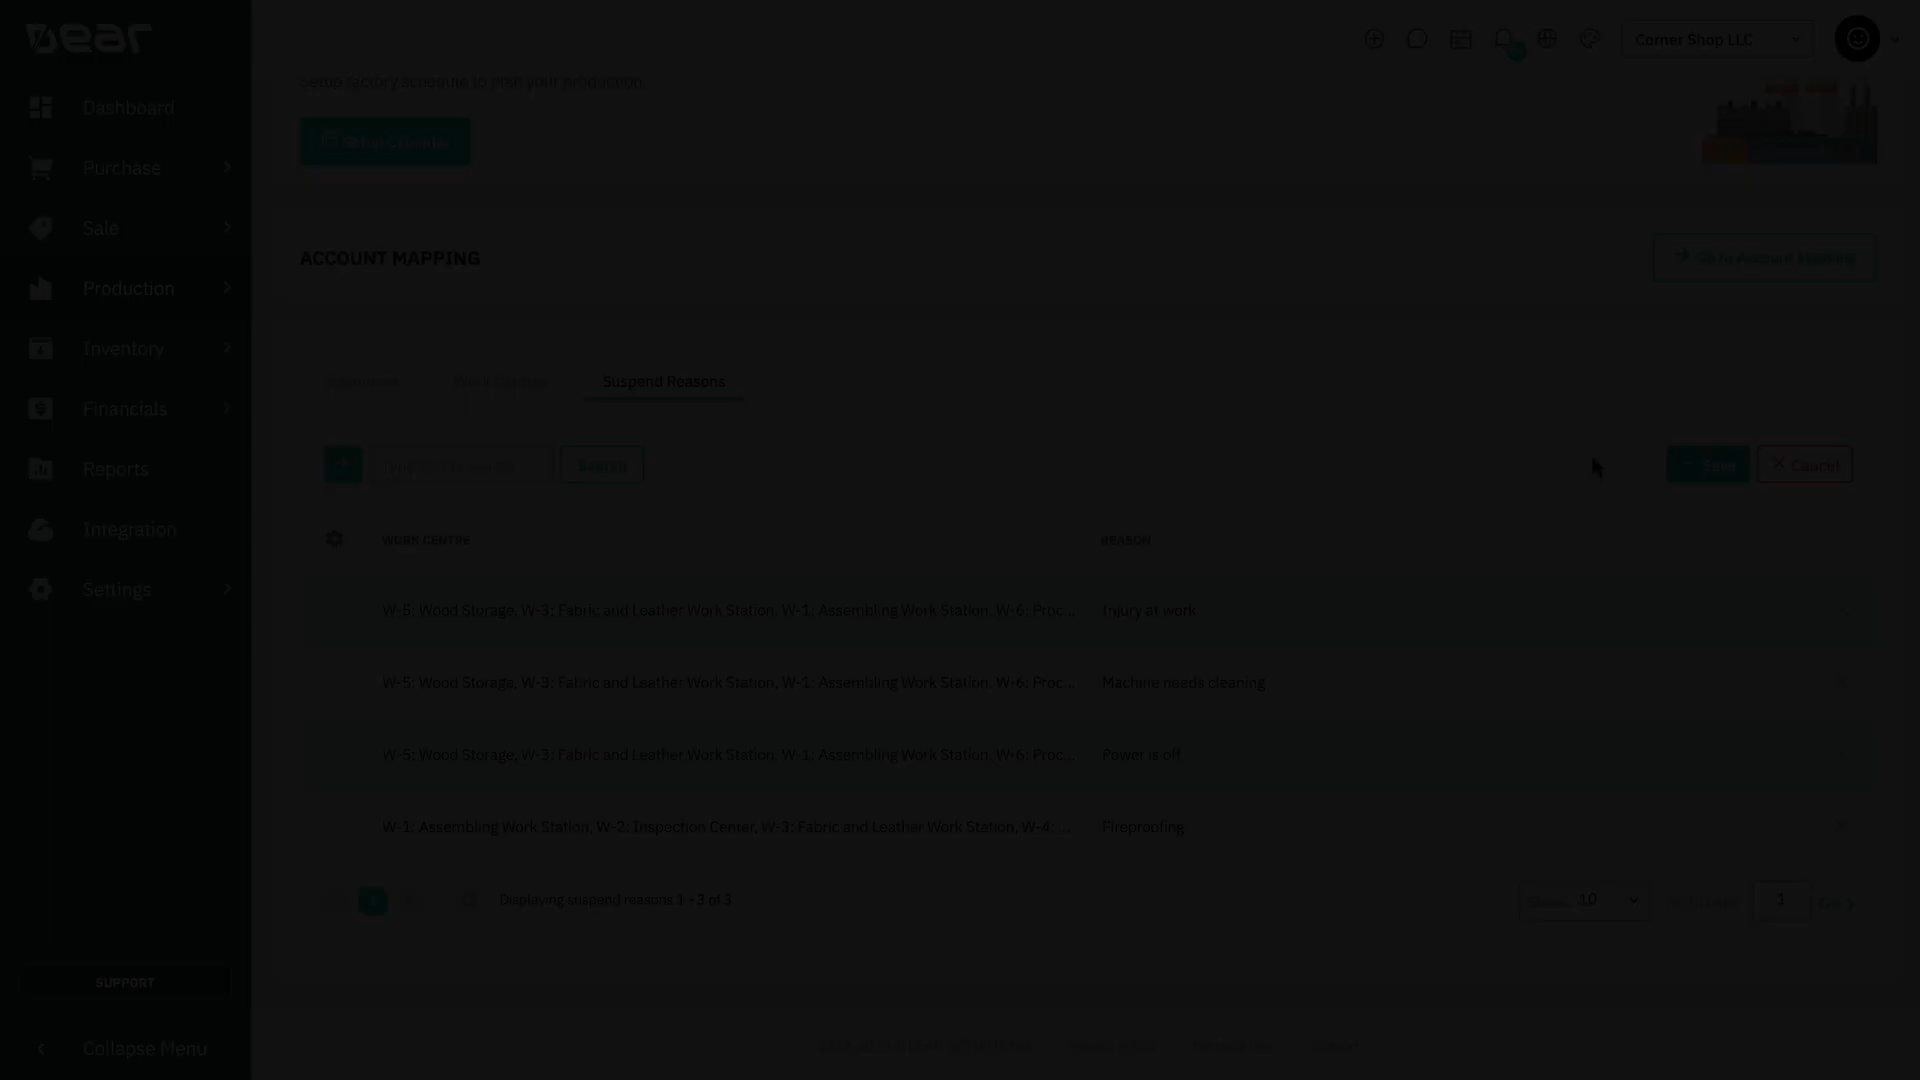 Dear
Corner Shop LLC
Setup factory schedule to plan your production.
Dashboard
Purchase
Sale
Production
Inventory
Financials
Reports
Integration
Settings
SUPPORT
Collapse Menu
Setup Calendar
ACCOUNT MAPPING
Go to Account Mapping
Resources Work Centres Suspend Reasons
Search
Save
Cancel
WORK CENTRE REASON
W-5: Wood Storage, W-3: Fabric and Leather Work Station, W-1: Assembling Work Station, W-6: Proc... Injury at work
W-5: Wood Storage, W-3: Fabric and Leather Work Station, W-1: Assembling Work Station, W-6: Proc... Machine needs cleaning
W-5: Wood Storage, W-3: Fabric and Leather Work Station, W-1: Assembling Work Station, W-6: Proc... Power is off
W-1: Assembling Work Station, W-2: Inspection Center, W-3: Fabric and Leather Work Station, W-4: ... Fireproofing
1 Displaying suspend reasons 1 - 3 of 3
10 1 Go